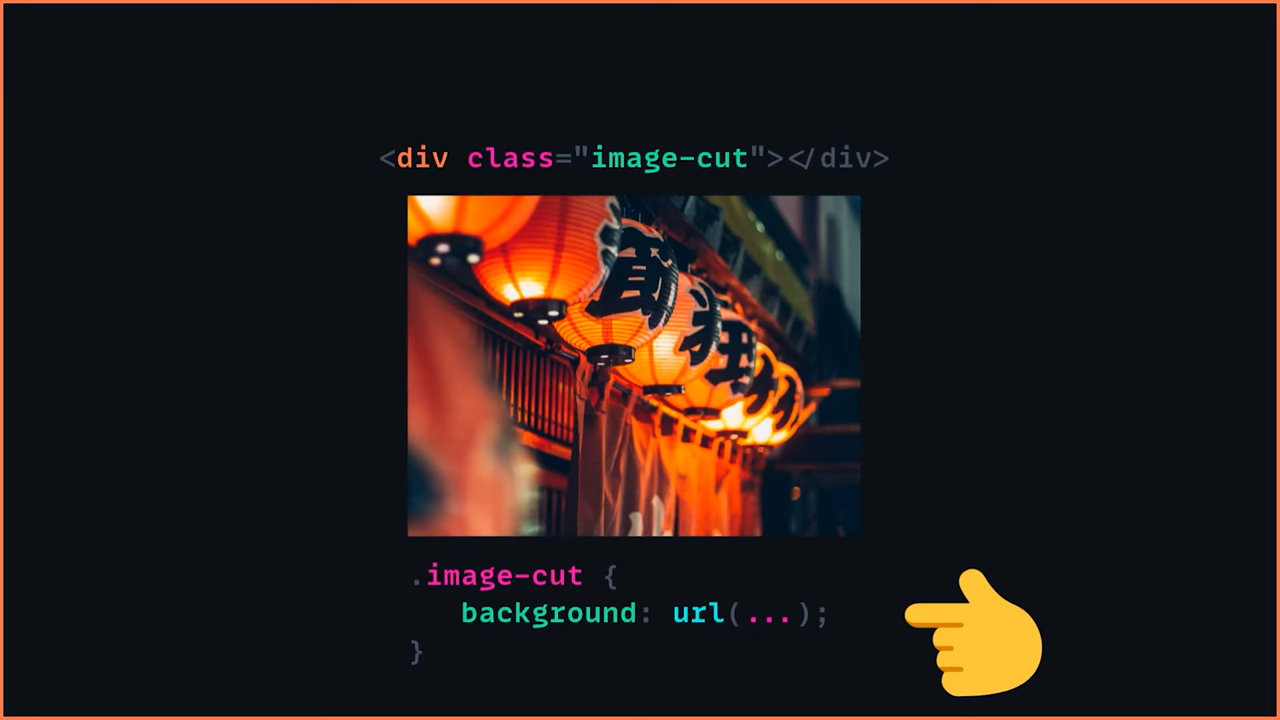 <div class="image-cut"></div>
.image-cut {
background: url(...);
}